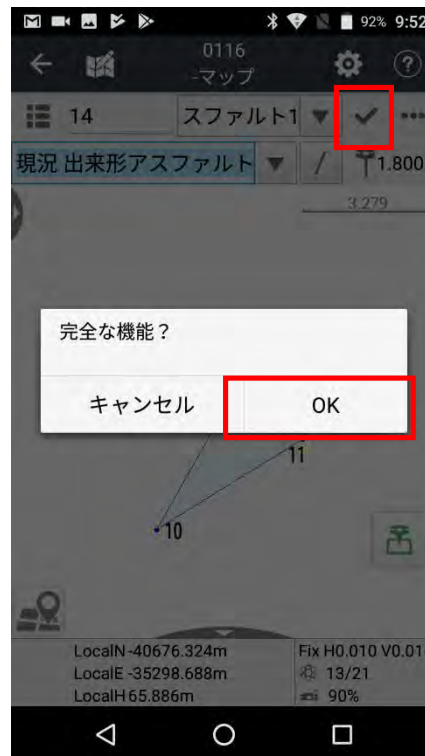 92% 9:52
0116
-マップ
?
14 スファルト1
現況 出来形アスファルト 1.800
3.279
完全な機能？
キャンセル OK
11
10
LocalN -40676.324m Fix H0.010 V0.01
LocalE -35298.688m 13/21
LocalH 65.886m 90%